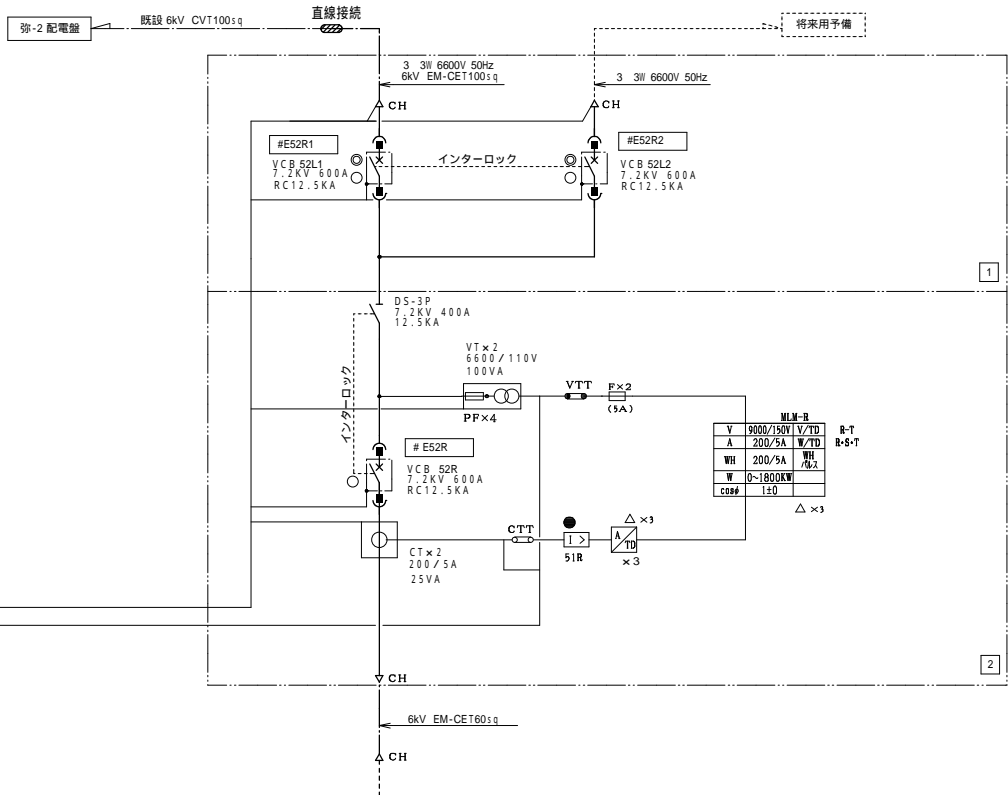 直線接続
弥-2 配電盤
既設 6kV CVT100sq
将来用予備
3 3W 6600V 50Hz
6kV EM-CET100sq
3 3W 6600V 50Hz
CH
CH
#E52R1
#E52R2
インターロック
VCB 52L1
7.2KV 600A
RC12.5KA
VCB 52L2
7.2KV 600A
RC12.5KA
1
DS-3P
7.2KV 400A
12.5KA
インターロック
VT×2
6600/110V
100VA
PF×4
VTT
F×2
(5A)
MLM-R
V 9000/150V V/TD R-T
A 200/5A W/TD R·S·T
WH 200/5A WH パルス
W 0~1800KW
cosφ 1±0
△ ×3
# E52R
VCB 52R
7.2KV 600A
RC12.5KA
CTT
I >
51R
△ ×3
A/TD
×3
CT×2
200/5A
25VA
2
CH
6kV EM-CET60sq
CH